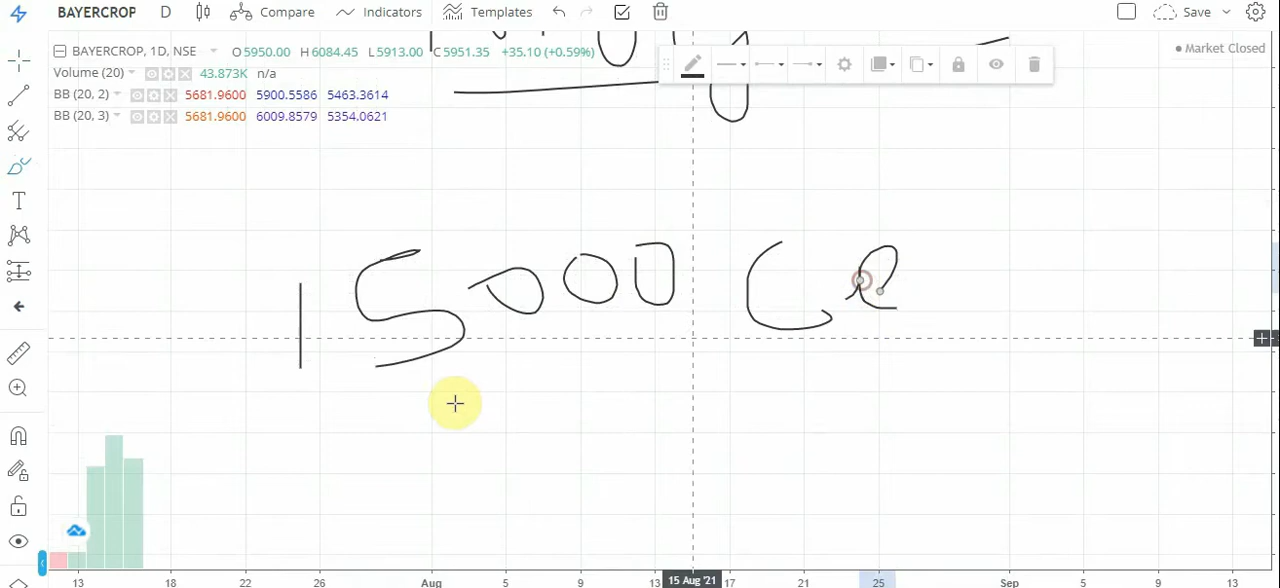 BAYERCROP D Compare Indicators Templates Save
BAYERCROP, 1D, NSE O5950.00 H6084.45 L5913.00 C5951.35 +35.10 (+0.59%) Market Closed
Volume (20) 43.873K n/a
BB (20, 2) 5681.9600 5900.5586 5463.3614
BB (20, 3) 5681.9600 6009.8579 5354.0621
15000 Ce
T
13 18 22 26 Aug 5 9 13 15 Aug '21 17 21 25 Sep 5 9 13